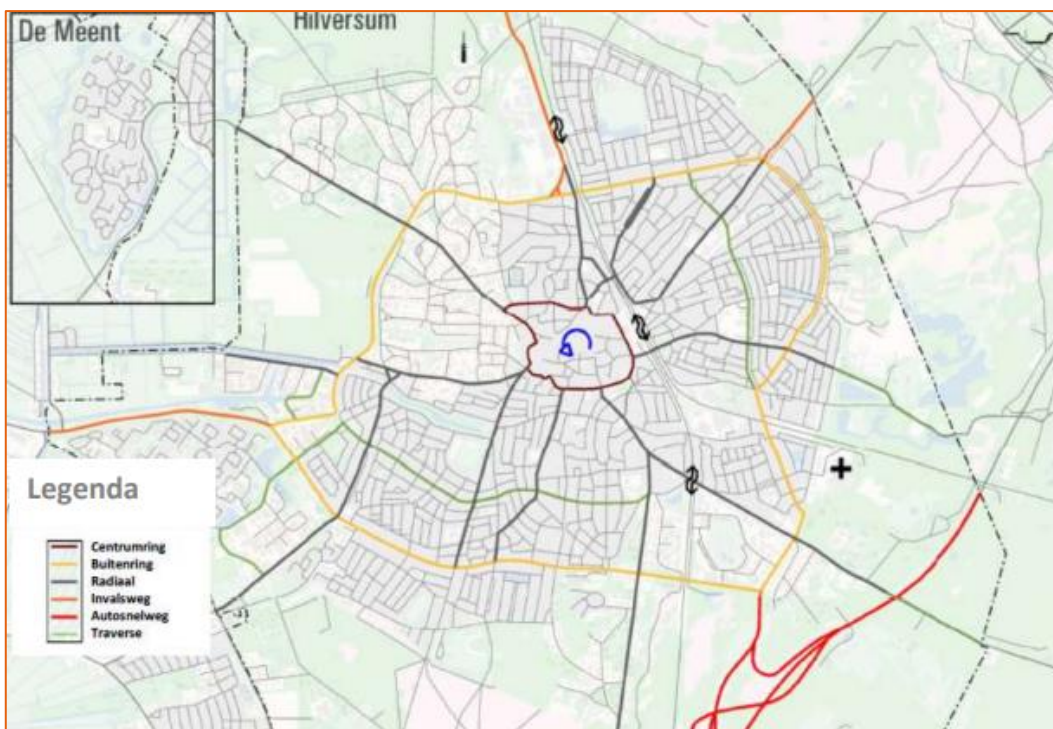 De Meent
Hilversum
Legenda
Centrumring
Buitenring
Radiaal
Invalsweg
Autosnelweg
Traverse